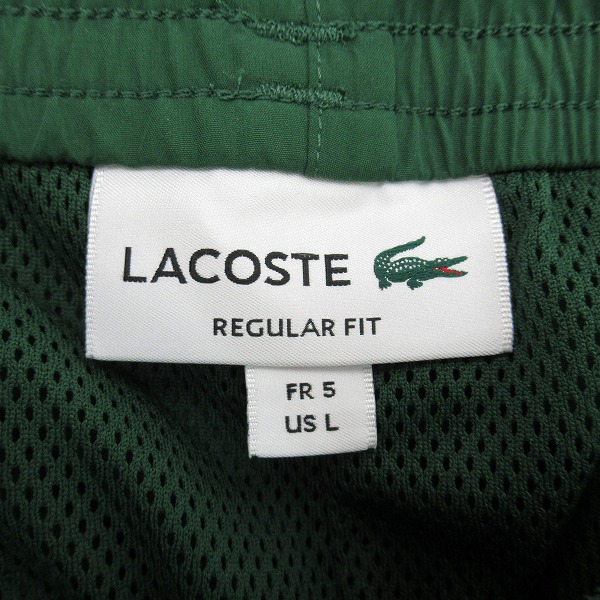 LACOSTE
REGULAR FIT
FR 5
US L